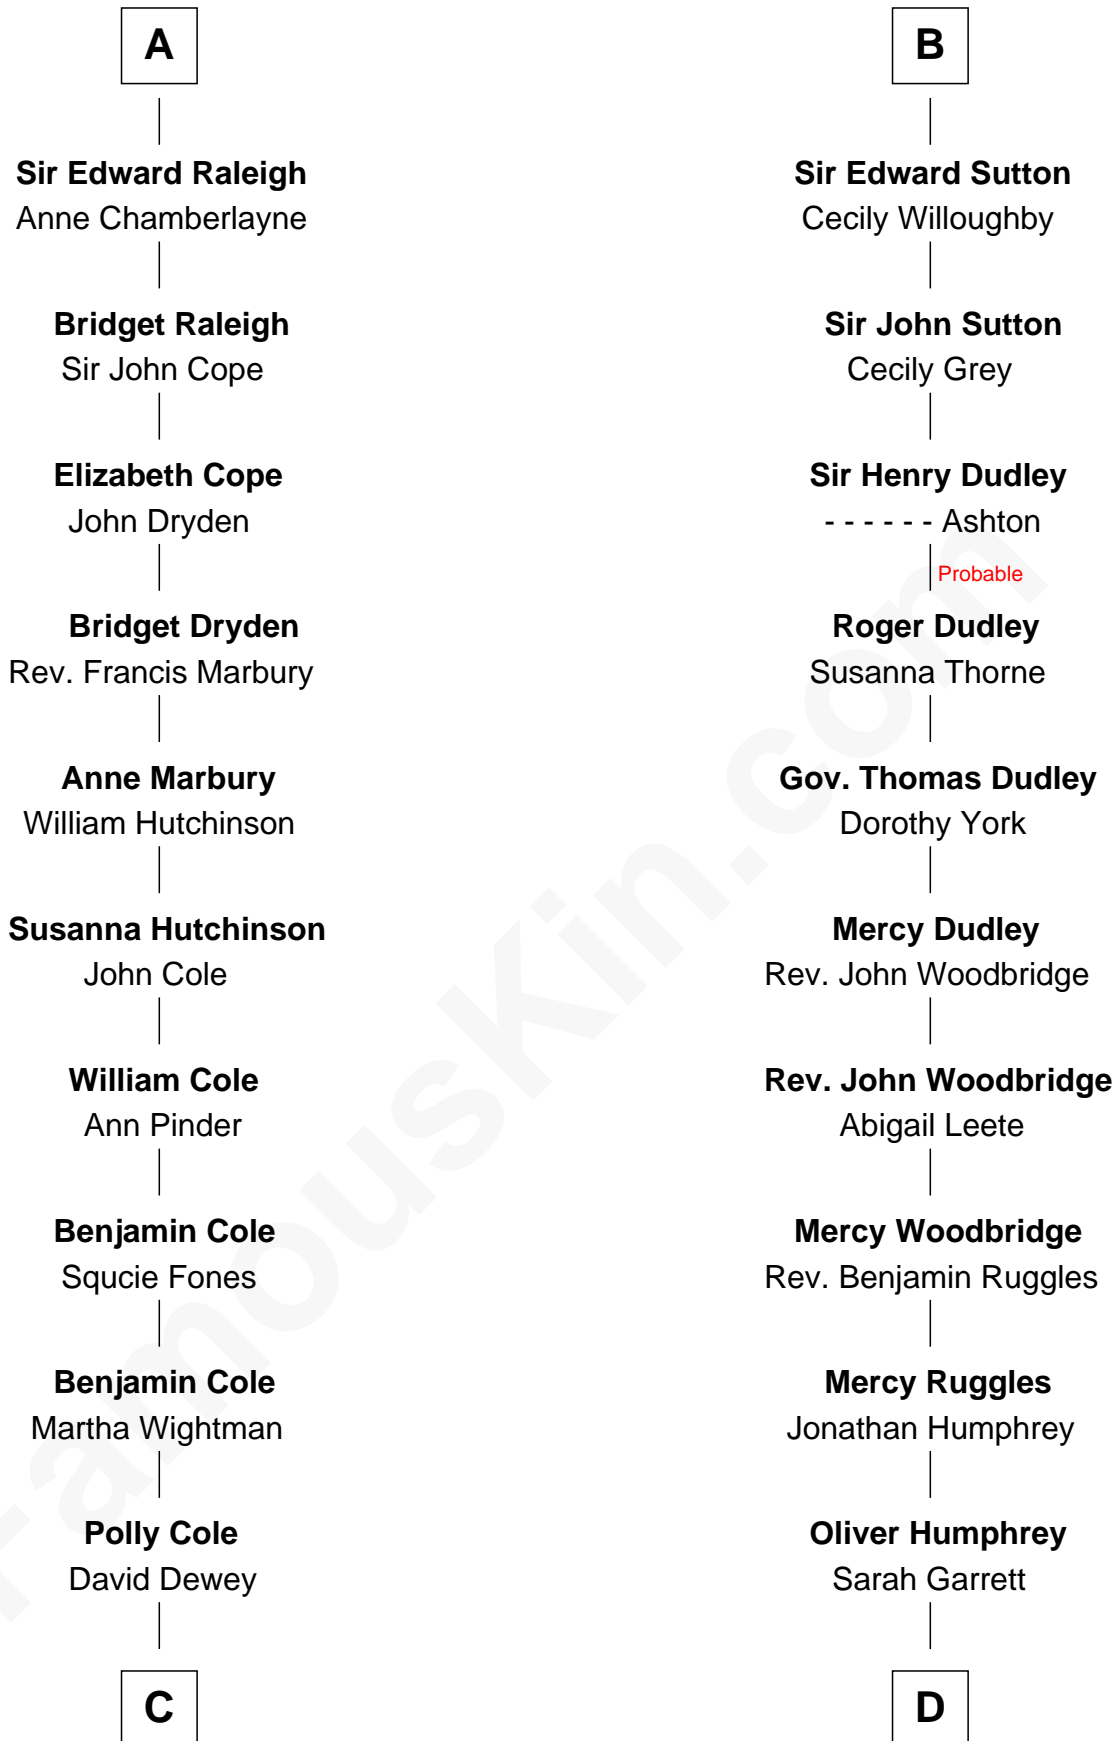 A
Sir Edward Raleigh
Anne Chamberlayne
Bridget Raleigh
Sir John Cope
Elizabeth Cope
John Dryden
Bridget Dryden
Rev. Francis Marbury
Anne Marbury
William Hutchinson
Susanna Hutchinson
John Cole
William Cole
Ann Pinder
Benjamin Cole
Squcie Fones
Benjamin Cole
Martha Wightman
Polly Cole
David Dewey
C
B
Sir Edward Sutton
Cecily Willoughby
Sir John Sutton
Cecily Grey
Sir Henry Dudley
- - - - - - Ashton
Probable
Roger Dudley
Susanna Thorne
Gov. Thomas Dudley
Dorothy York
Mercy Dudley
Rev. John Woodbridge
Rev. John Woodbridge
Abigail Leete
Mercy Woodbridge
Rev. Benjamin Ruggles
Mercy Ruggles
Jonathan Humphrey
Oliver Humphrey
Sarah Garrett
D
FamousKin.com